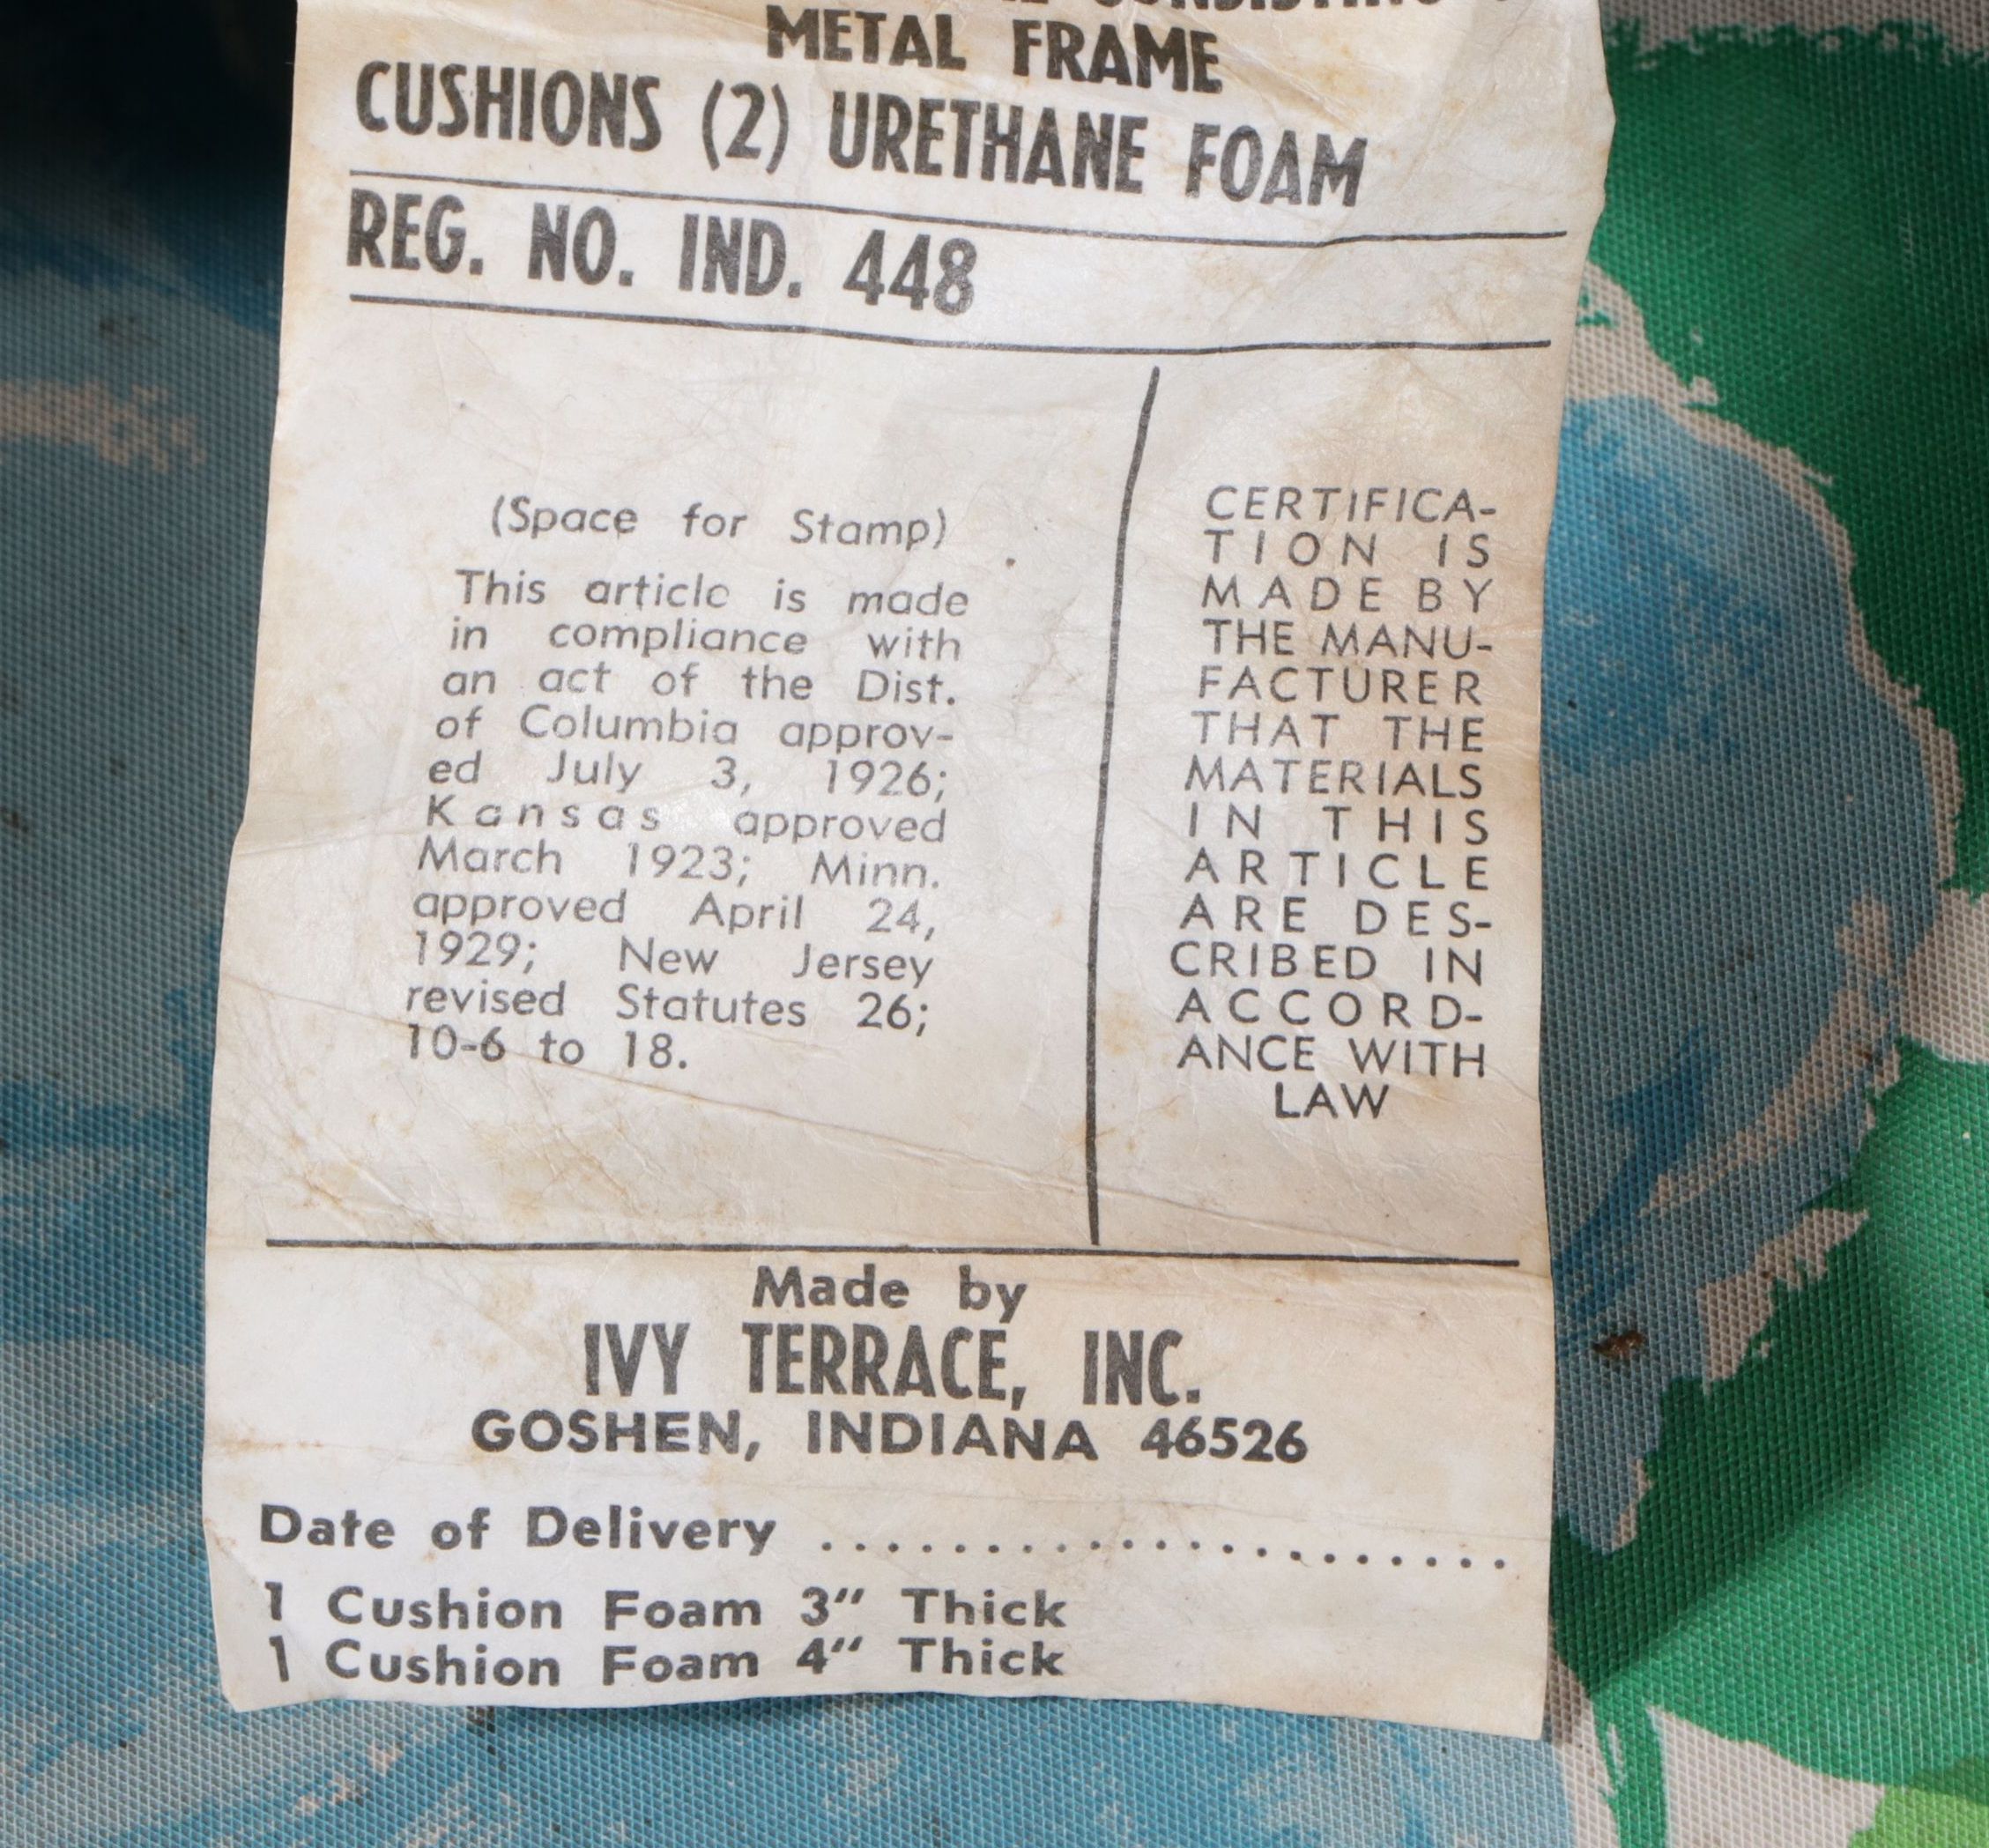 CONSISTING
METAL FRAME
CUSHIONS (2) URETHANE FOAM
REG. NO. IND. 448
(Space for Stamp)
This article is made
in compliance with
an act of the Dist.
of Columbia approv-
ed July 3, 1926;
Kansas approved
March 1923; Minn.
approved April 24,
1929; New Jersey
revised Statutes 26;
10-6 to 18.
CERTIFICA-
TION IS
MADE BY
THE MANU-
FACTURER
THAT THE
MATERIALS
IN THIS
ARTICLE
ARE DES-
CRIBED IN
ACCORD-
ANCE WITH
LAW
Made by
IVY TERRACE, INC.
GOSHEN, INDIANA 46526
Date of Delivery ................................
1 Cushion Foam 3" Thick
1 Cushion Foam 4" Thick